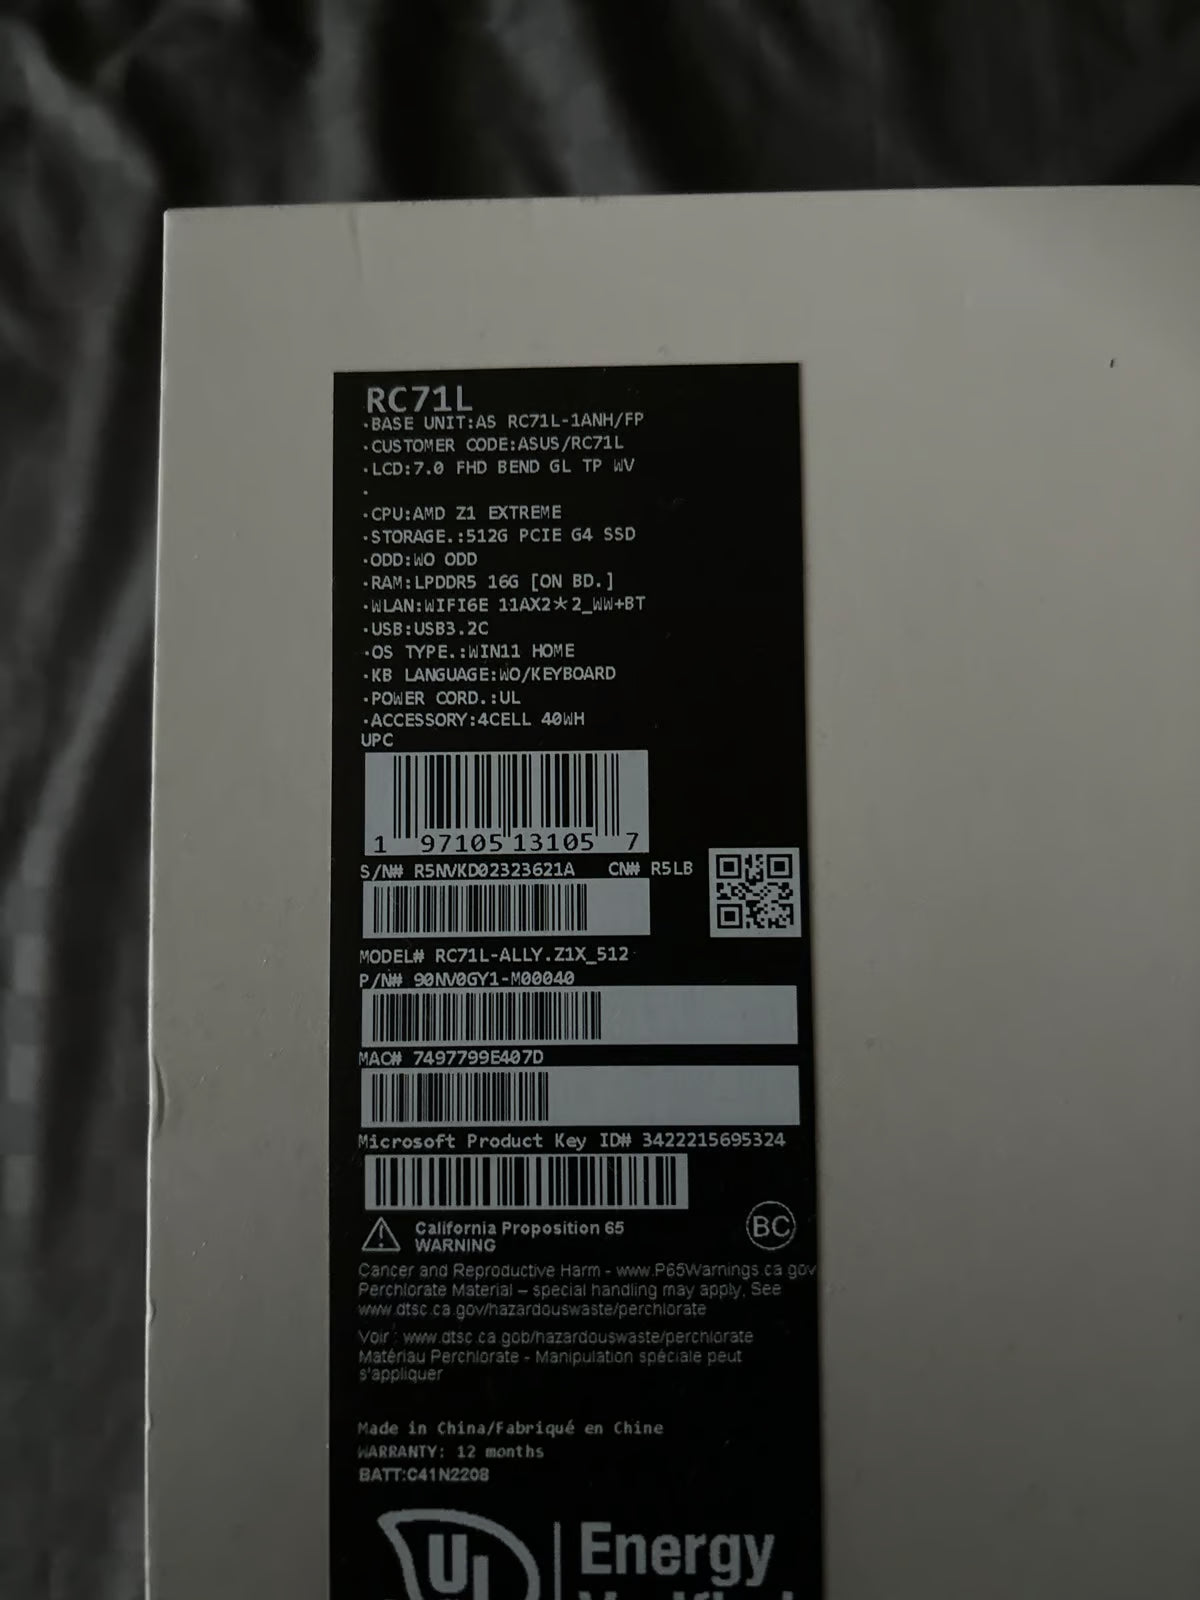 RC71L
·BASE UNIT:AS RC71L-1ANH/FP
·CUSTOMER CODE:ASUS/RC71L
·LCD:7.0 FHD BEND GL TP WV
·
·CPU:AMD Z1 EXTREME
·STORAGE.:512G PCIE G4 SSD
·ODD:WO ODD
·RAM:LPDDR5 16G [ON BD.]
·WLAN:WIFI6E 11AX2*2_WW+BT
·USB:USB3.2C
·OS TYPE.:WIN11 HOME
·KB LANGUAGE:WO/KEYBOARD
·POWER CORD.:UL
·ACCESSORY:4CELL 40WH
UPC
1 97105 13105 7
S/N# R5NVKD02323621A CN# R5LB
MODEL# RC71L-ALLY.Z1X_512
P/N# 90NV0GY1-M00040
MAC# 7497799E407D
Microsoft Product Key ID# 3422215695324
California Proposition 65
WARNING
BC
Cancer and Reproductive Harm - www.P65Warnings.ca.gov
Perchlorate Material – special handling may apply, See
www.dtsc.ca.gov/hazardouswaste/perchlorate
Voir : www.dtsc.ca.gob/hazardouswaste/perchlorate
Matériau Perchlorate - Manipulation spéciale peut
s'appliquer
Made in China/Fabriqué en Chine
WARRANTY: 12 months
BATT:C41N2208
UL
Energy